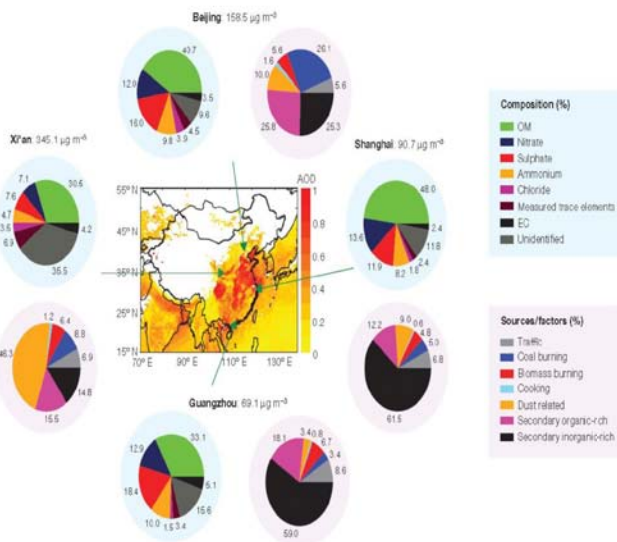 Beijing: 158.5 μg m⁻³
40.7
12.0
16.0
9.8
3.9
4.5
9.6
3.5
5.6
1.6
10.0
25.8
25.3
5.6
26.1
Xi'an: 345.1 μg m⁻³
30.5
7.1
7.6
4.7
3.6
6.9
35.5
4.2
Shanghai: 90.7 μg m⁻³
48.0
13.6
11.9
8.2
1.8
2.4
11.8
2.4
AOD
55° N
45° N
35° N
25° N
15° N
70° E
90° E
110° E
130° E
1
0.8
0.6
0.4
0.2
0
46.3
1.2
6.4
8.8
6.9
14.8
15.5
12.2
9.0
0.6
4.8
6.8
61.5
Guangzhou: 69.1 μg m⁻³
33.1
12.9
18.4
10.0
1.5
3.4
15.6
5.1
18.1
3.4
0.8
6.7
3.4
8.6
59.0
Composition (%)
OM
Nitrate
Sulphate
Ammonium
Chloride
Measured trace elements
EC
Unidentified
Sources/factors (%)
Traffic
Coal burning
Biomass burning
Cooking
Dust related
Secondary organic-rich
Secondary inorganic-rich